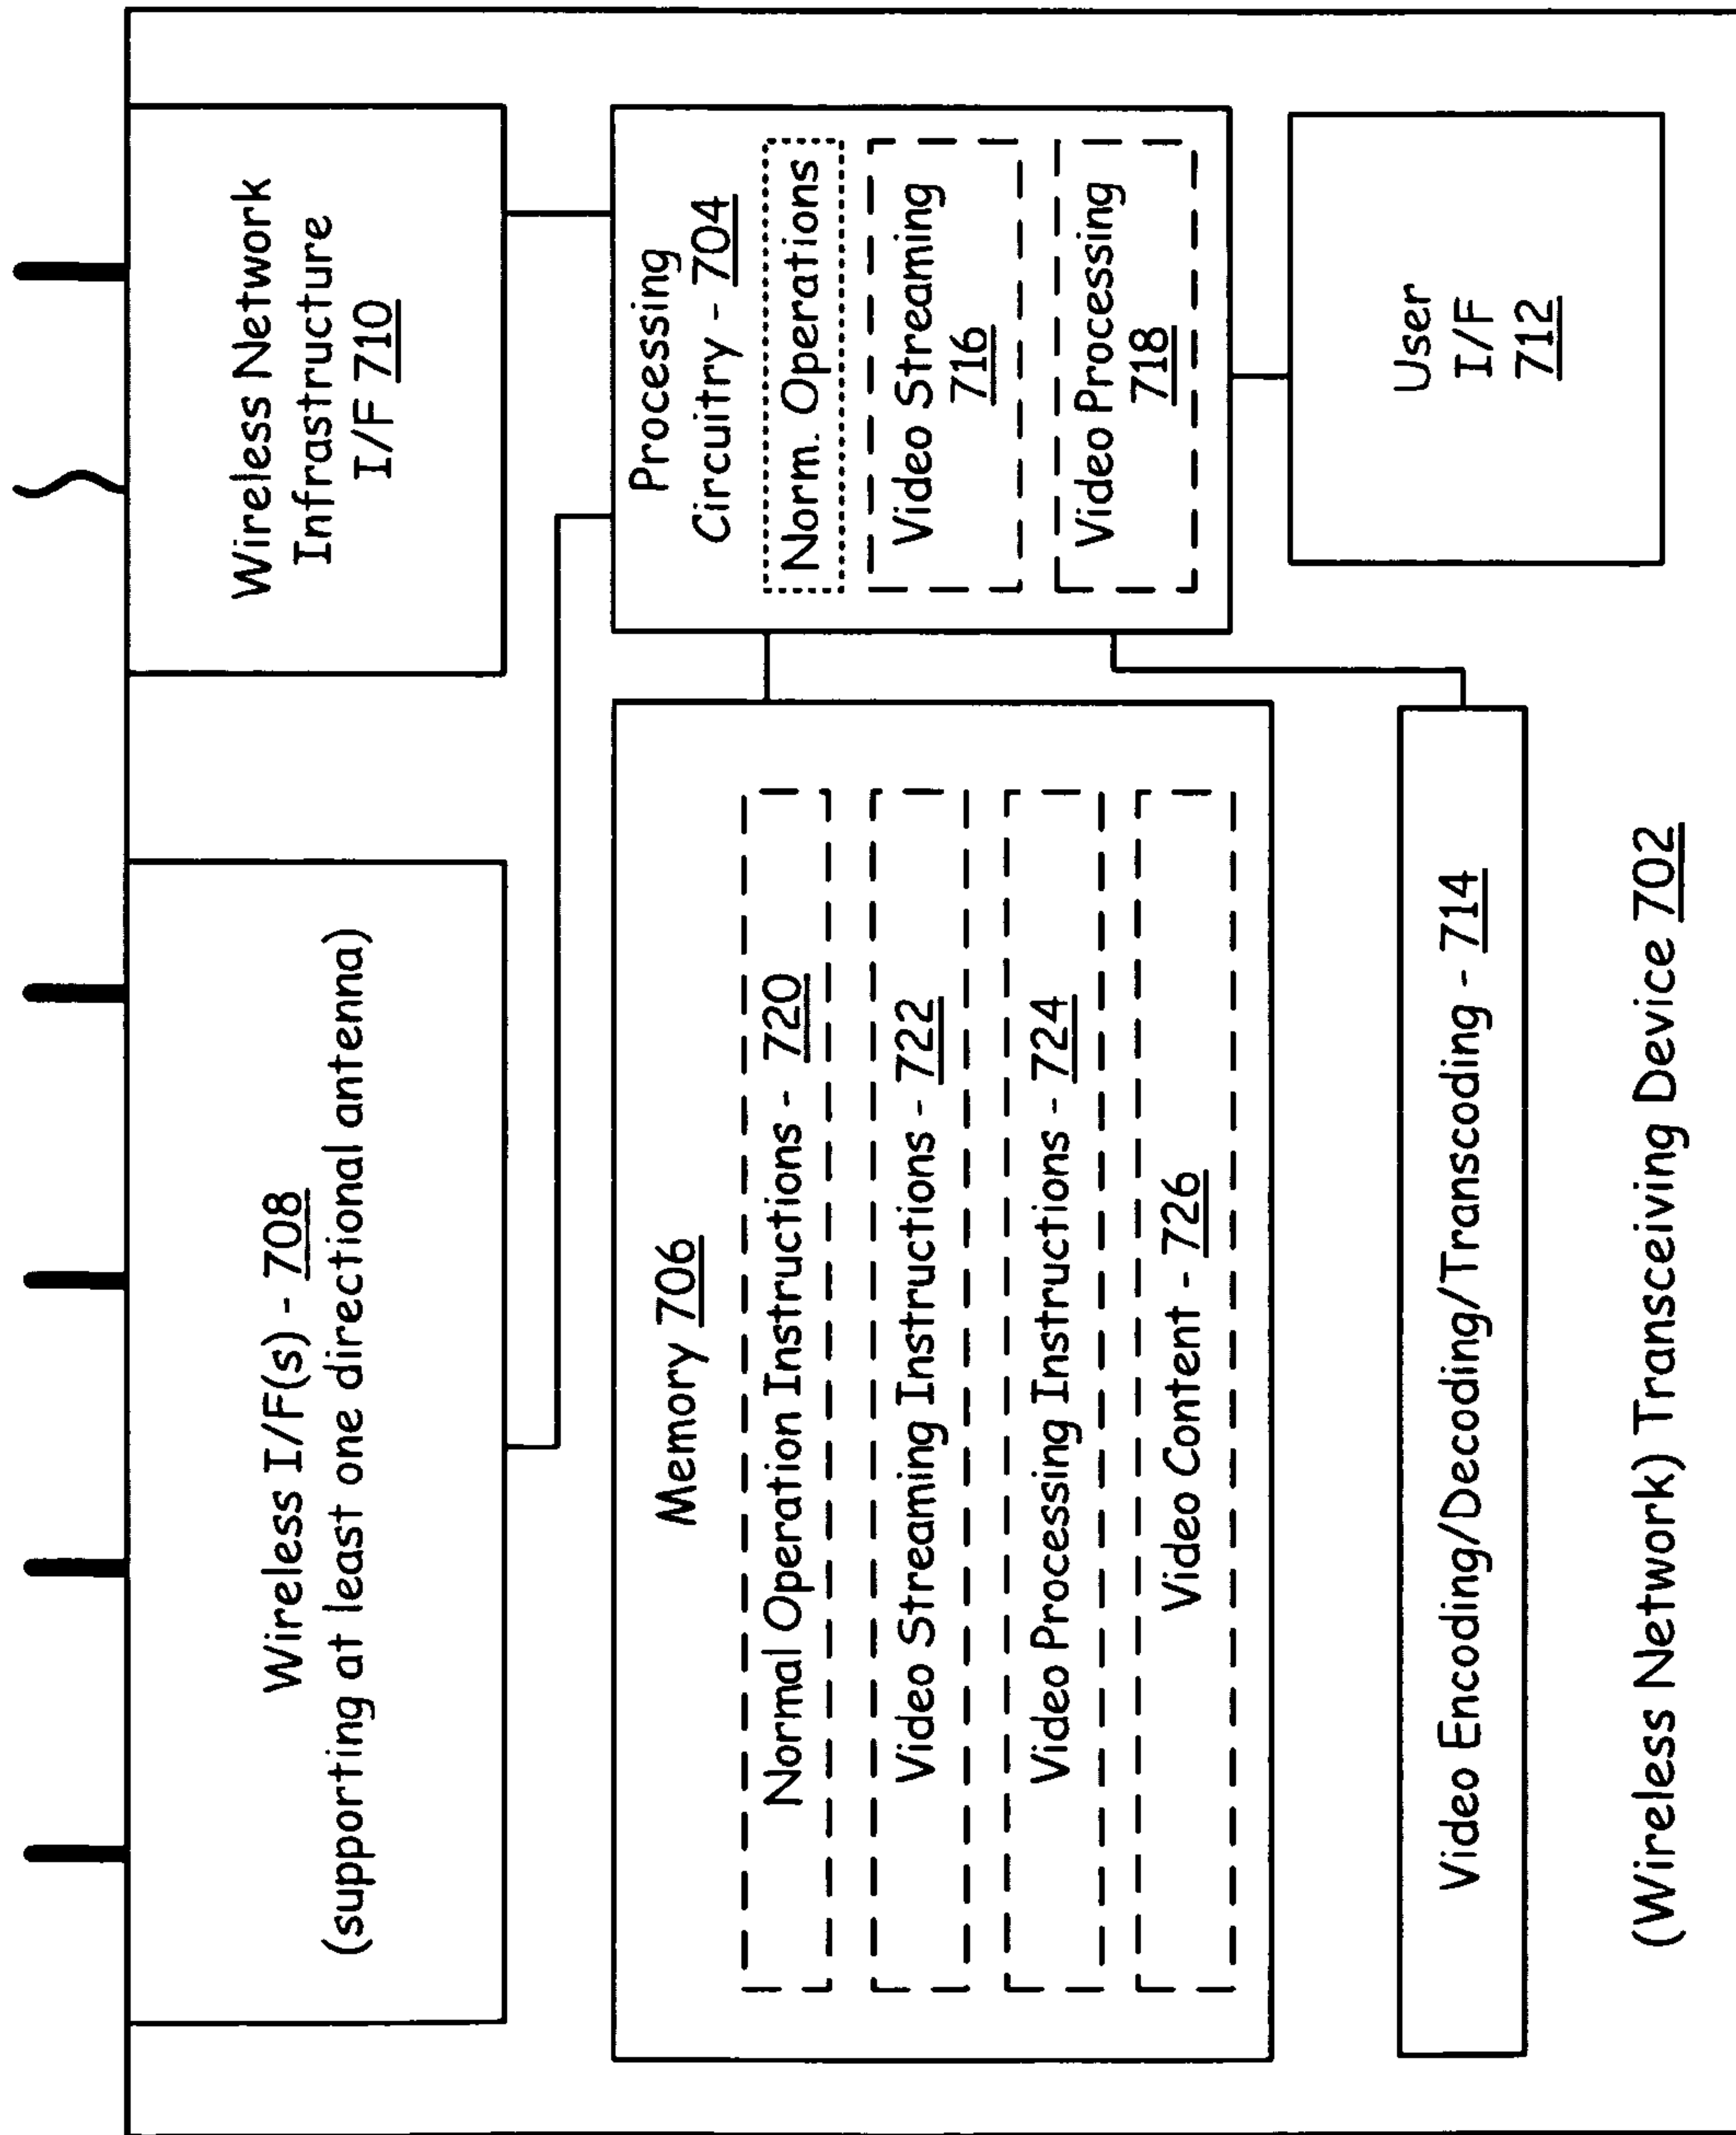 Wireless I/F(s) - 708
(supporting at least one directional antenna)
Wireless Network
Infrastructure
I/F 710
Memory 706
Normal Operation Instructions - 720
Video Streaming Instructions - 722
Video Processing Instructions - 724
Video Content - 726
Processing
Circuitry - 704
Norm. Operations
Video Streaming
716
Video Processing
718
Video Encoding/Decoding/Transcoding - 714
User
I/F
712
(Wireless Network) Transceiving Device 702